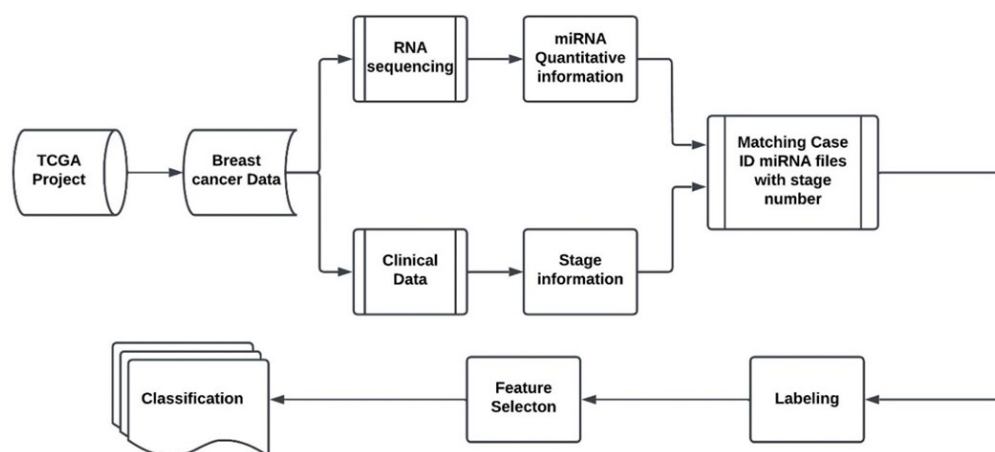 RNA
sequencing
miRNA
Quantitative
information
TCGA
Project
Breast
cancer Data
Matching Case
ID miRNA files
with stage
number
Clinical
Data
Stage
information
Classification
Feature
Selecton
Labeling